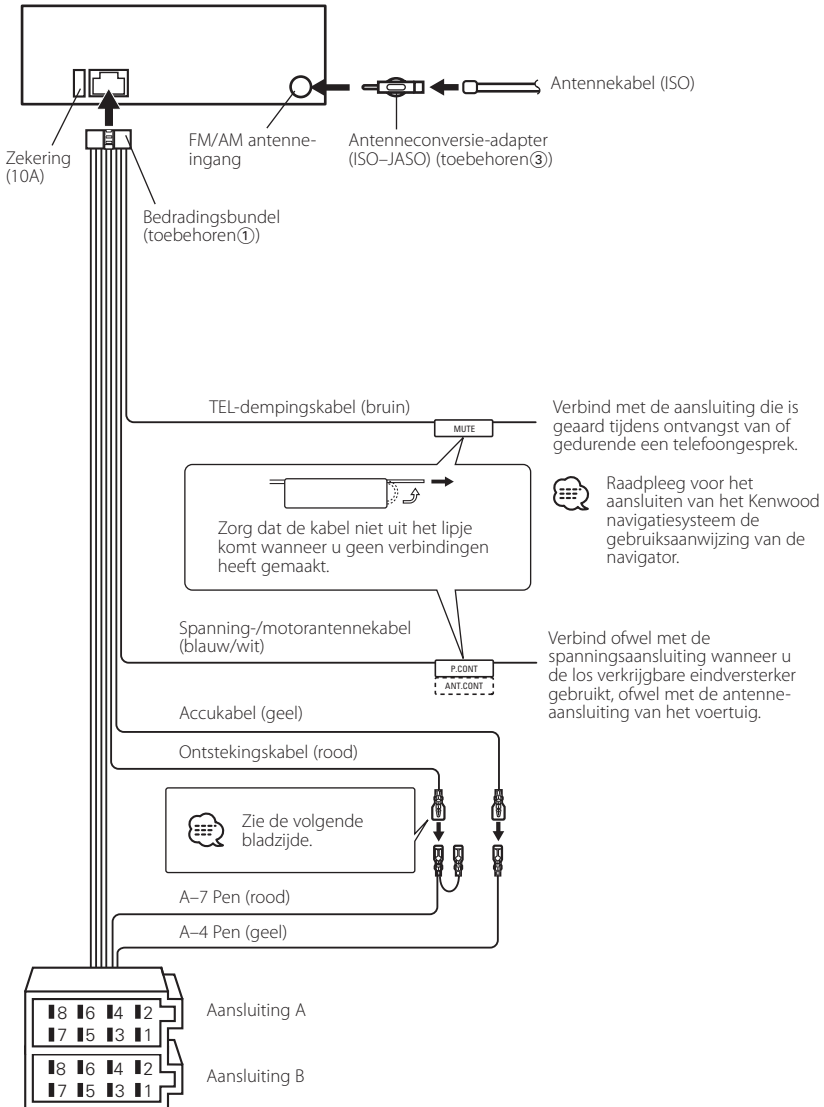 Antennekabel (ISO)
FM/AM antenne-
ingang
Antenneconversie-adapter
(ISO–JASO) (toebehoren③)
Zekering
(10A)
Bedradingsbundel
(toebehoren①)
TEL-dempingskabel (bruin)
MUTE
Verbind met de aansluiting die is
geaard tijdens ontvangst van of
gedurende een telefoongesprek.
Raadpleeg voor het
aansluiten van het Kenwood
navigatiesysteem de
gebruiksaanwijzing van de
navigator.
Zorg dat de kabel niet uit het lipje
komt wanneer u geen verbindingen
heeft gemaakt.
Spanning-/motorantennekabel
(blauw/wit)
P.CONT
ANT.CONT
Verbind ofwel met de
spanningsaansluiting wanneer u
de los verkrijgbare eindversterker
gebruikt, ofwel met de antenne-
aansluiting van het voertuig.
Accukabel (geel)
Ontstekingskabel (rood)
Zie de volgende
bladzijde.
A–7 Pen (rood)
A–4 Pen (geel)
8 6 4 2
7 5 3 1
Aansluiting A
8 6 4 2
7 5 3 1
Aansluiting B